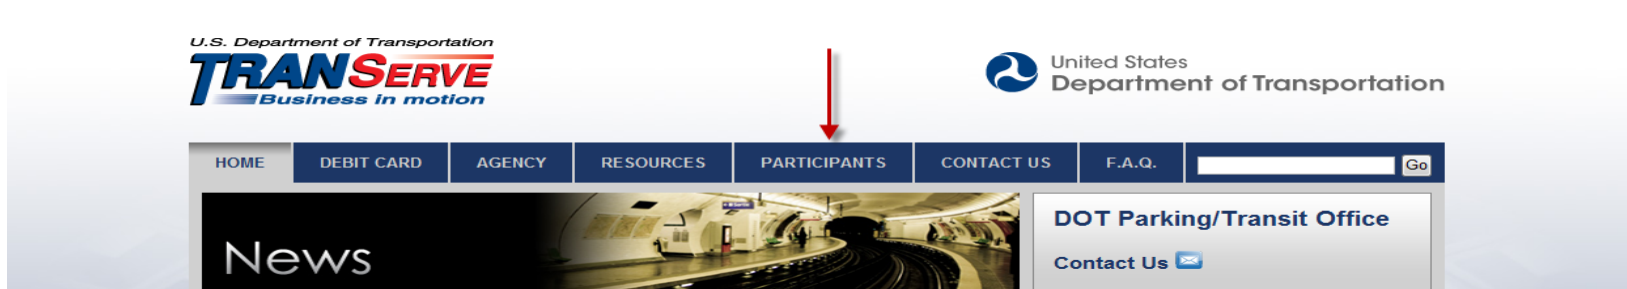 U.S. Department of Transportation
TRANSERVE
Business in motion
United States
Department of Transportation
HOME DEBIT CARD AGENCY RESOURCES PARTICIPANTS CONTACT US F.A.Q. Go
News
DOT Parking/Transit Office
Contact Us